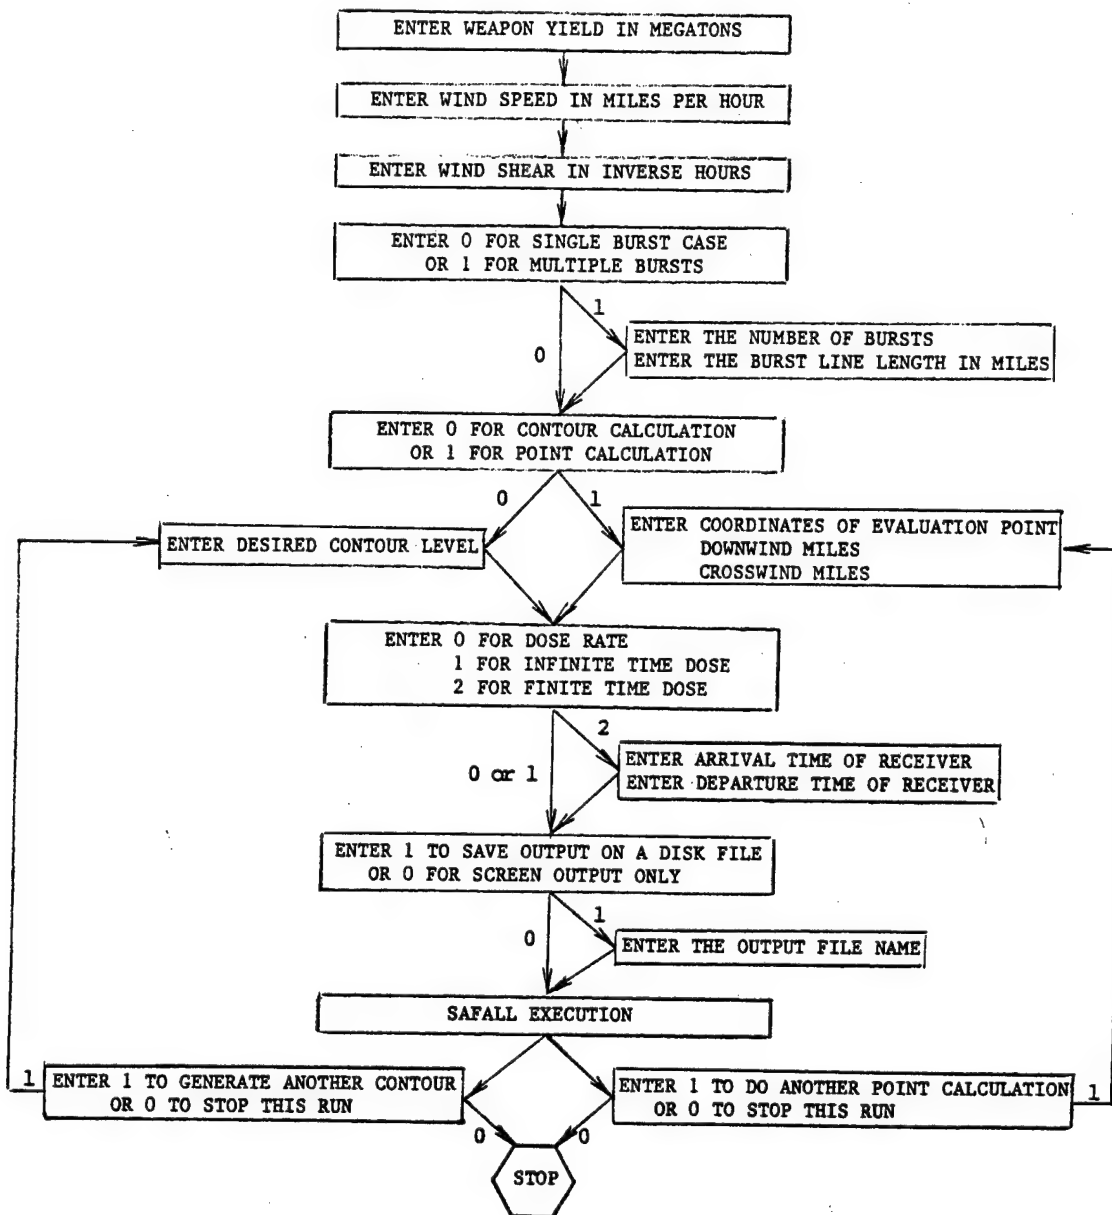 ENTER WEAPON YIELD IN MEGATONS
ENTER WIND SPEED IN MILES PER HOUR
ENTER WIND SHEAR IN INVERSE HOURS
ENTER 0 FOR SINGLE BURST CASE
OR 1 FOR MULTIPLE BURSTS
1
ENTER THE NUMBER OF BURSTS
ENTER THE BURST LINE LENGTH IN MILES
0
ENTER 0 FOR CONTOUR CALCULATION
OR 1 FOR POINT CALCULATION
0
1
ENTER DESIRED CONTOUR LEVEL
ENTER COORDINATES OF EVALUATION POINT
DOWNWIND MILES
CROSSWIND MILES
ENTER 0 FOR DOSE RATE
1 FOR INFINITE TIME DOSE
2 FOR FINITE TIME DOSE
2
0 or 1
ENTER ARRIVAL TIME OF RECEIVER
ENTER DEPARTURE TIME OF RECEIVER
ENTER 1 TO SAVE OUTPUT ON A DISK FILE
OR 0 FOR SCREEN OUTPUT ONLY
1
0
ENTER THE OUTPUT FILE NAME
SAFALL EXECUTION
1
ENTER 1 TO GENERATE ANOTHER CONTOUR
OR 0 TO STOP THIS RUN
ENTER 1 TO DO ANOTHER POINT CALCULATION
OR 0 TO STOP THIS RUN
1
0
0
STOP